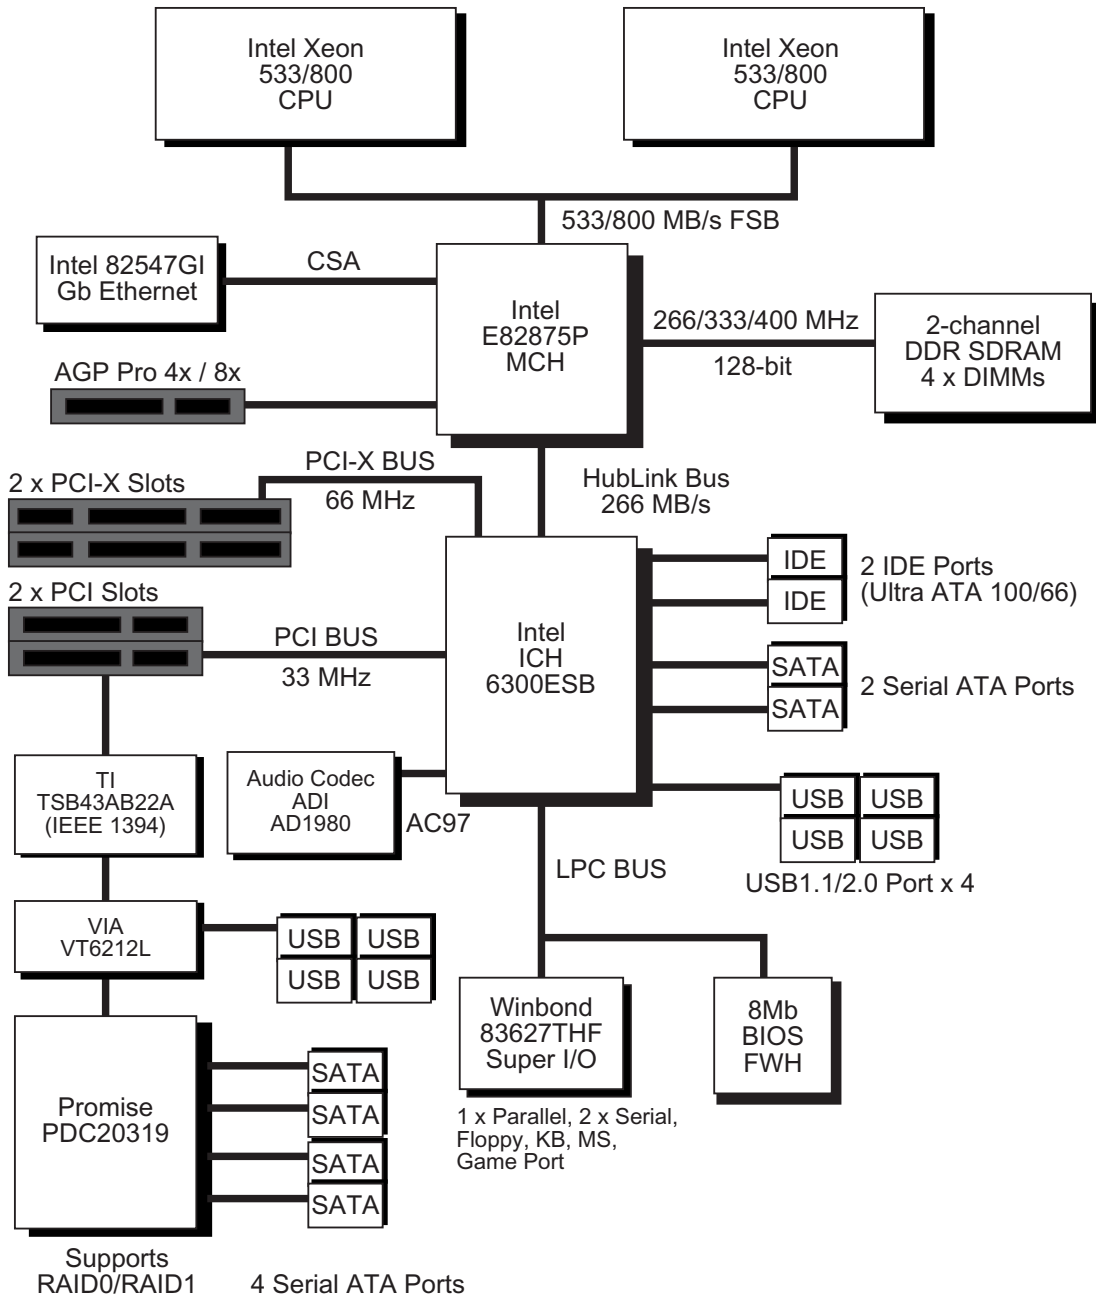 Intel Xeon
533/800
CPU
Intel Xeon
533/800
CPU
533/800 MB/s FSB
Intel 82547GI
Gb Ethernet
CSA
Intel
E82875P
MCH
266/333/400 MHz
128-bit
2-channel
DDR SDRAM
4 x DIMMs
AGP Pro 4x / 8x
PCI-X BUS
66 MHz
HubLink Bus
266 MB/s
2 x PCI-X Slots
2 x PCI Slots
PCI BUS
33 MHz
Intel
ICH
6300ESB
IDE
IDE
2 IDE Ports
(Ultra ATA 100/66)
SATA
SATA
2 Serial ATA Ports
TI
TSB43AB22A
(IEEE 1394)
Audio Codec
ADI
AD1980
AC97
USB USB
USB USB
USB1.1/2.0 Port x 4
LPC BUS
VIA
VT6212L
USB USB
USB USB
Winbond
83627THF
Super I/O
8Mb
BIOS
FWH
1 x Parallel, 2 x Serial,
Floppy, KB, MS,
Game Port
Promise
PDC20319
SATA
SATA
SATA
SATA
Supports
RAID0/RAID1
4 Serial ATA Ports